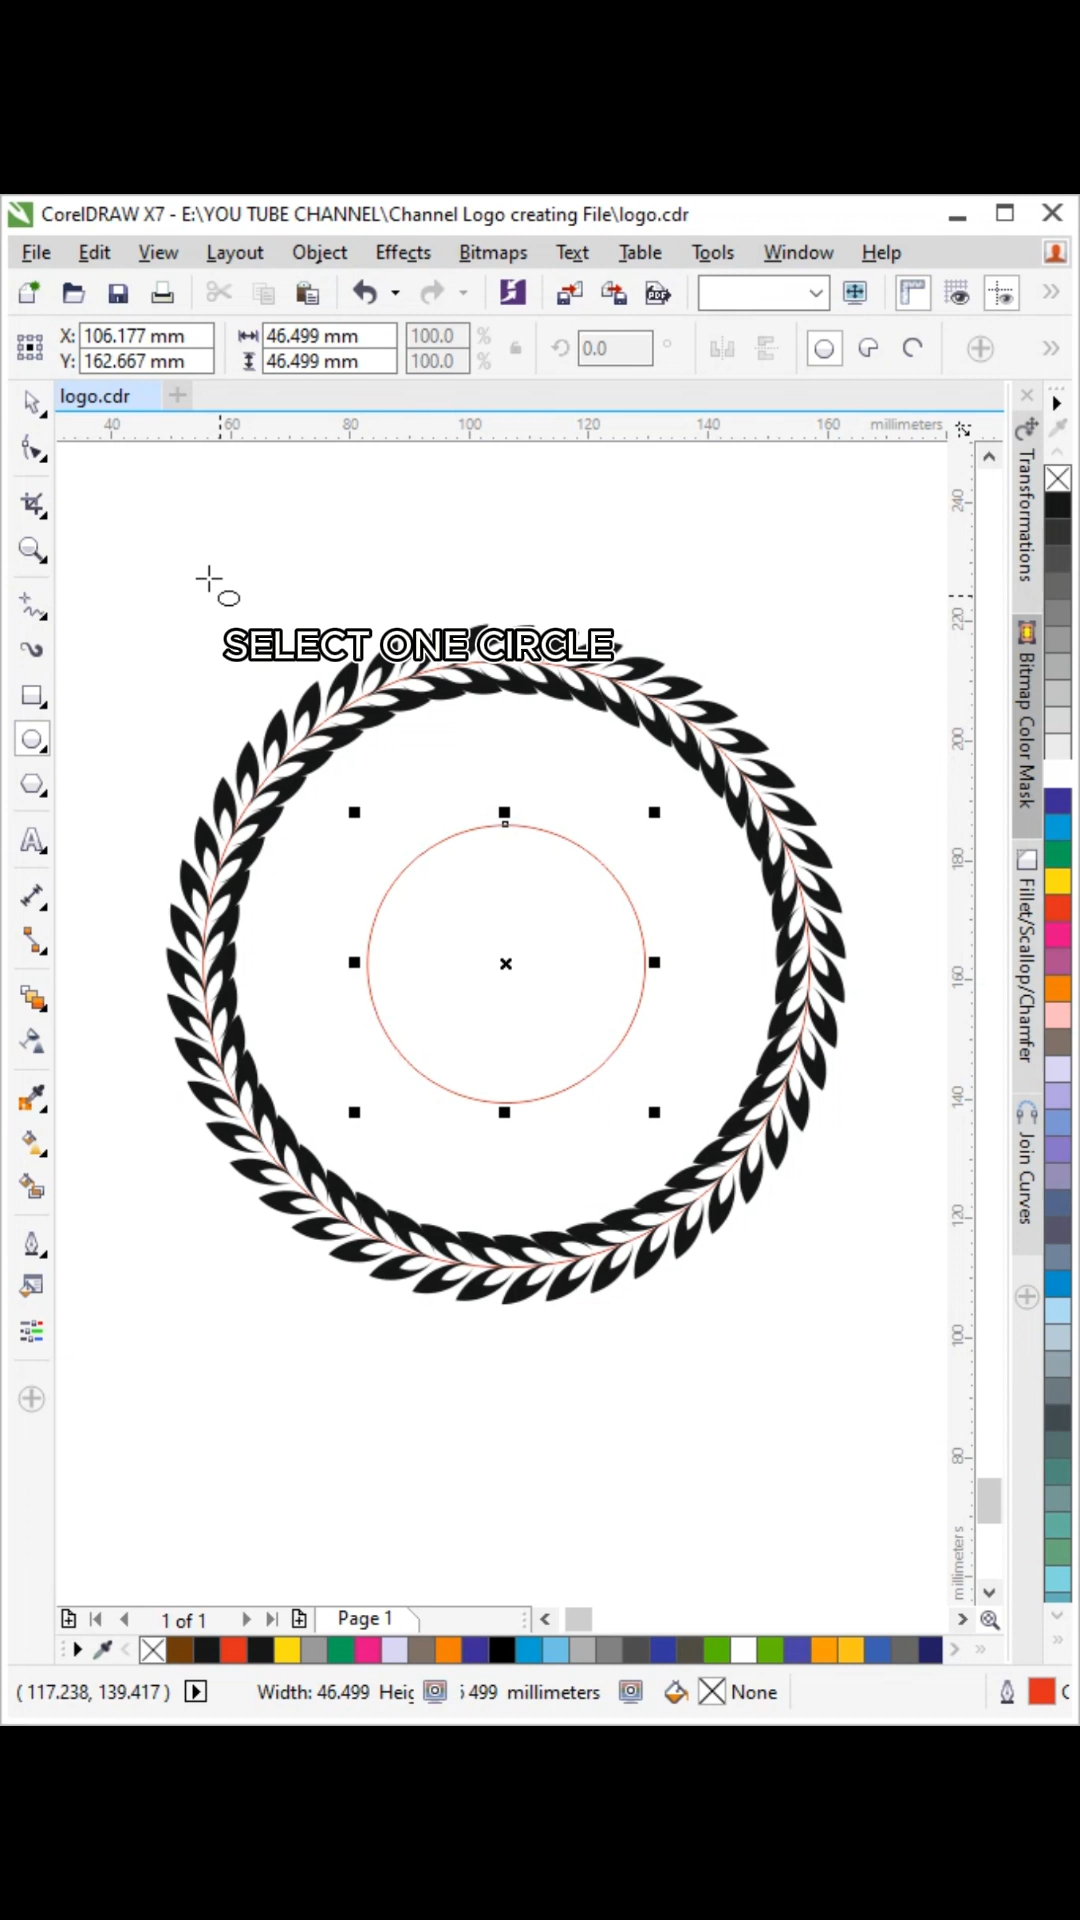 CorelDRAW X7 - E:\YOU TUBE CHANNEL\Channel Logo creating File\logo.cdr
File Edit View Layout Object Effects Bitmaps Text Table Tools Window Help
PDF
X: 106.177 mm 46.499 mm 100.0 %
Y: 162.667 mm 46.499 mm 100.0 %
0.0 °
logo.cdr
40 60 80 100 120 140 160 millimeters
Transformations
Bitmap Color Mask
Fillet/Scallop/Chamfer
Join Curves
240
220
200
180
160
140
120
100
80
millimeters
SELECT ONE CIRCLE
1 of 1 Page 1
( 117.238, 139.417 ) Width: 46.499 Heig 499 millimeters None C